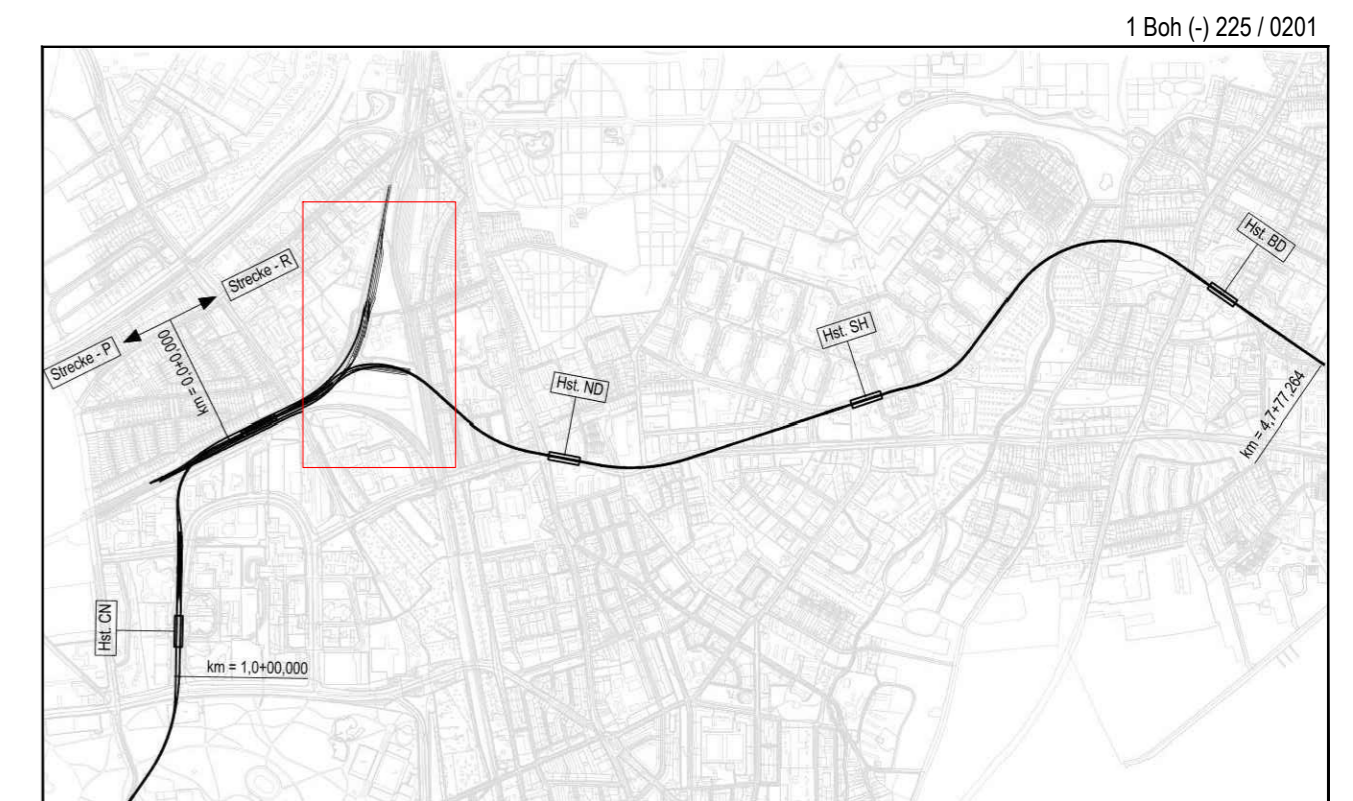 1 Boh (-) 225 / 0201
Hst. BD
Strecke - R
Strecke - P
km = 0,0+0,000
Hst. SH
Hst. ND
km = 4,7+77,264
Hst. CN
km = 1,0+00,000